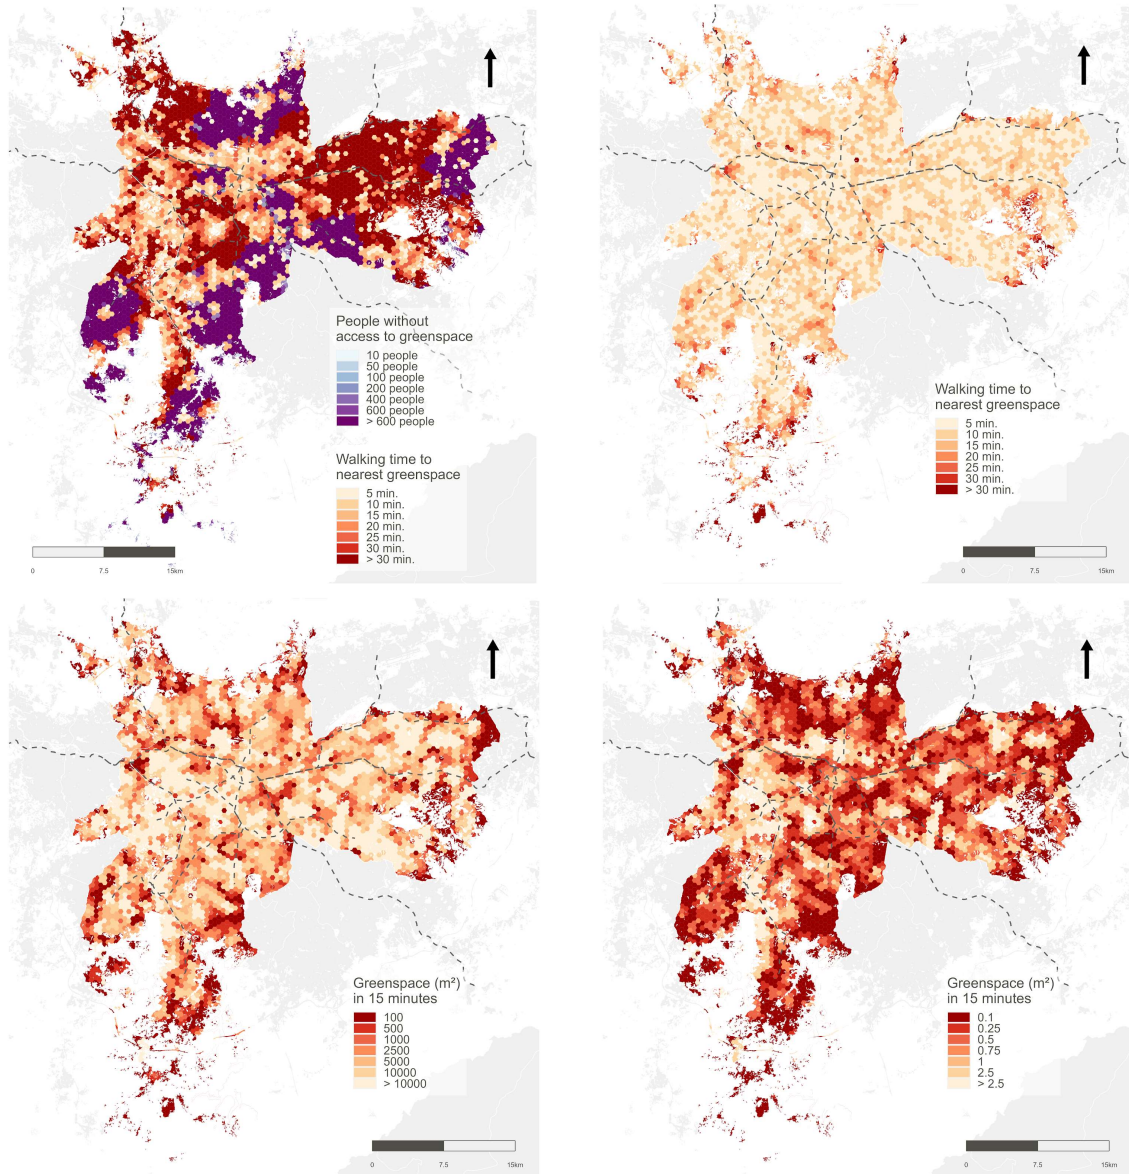 People without
access to greenspace
10 people
50 people
100 people
200 people
400 people
600 people
> 600 people
Walking time to
nearest greenspace
5 min.
10 min.
15 min.
20 min.
25 min.
30 min.
> 30 min.
0 7.5 15km
Walking time to
nearest greenspace
5 min.
10 min.
15 min.
20 min.
25 min.
30 min.
> 30 min.
0 7.5 15km
Greenspace (m²)
in 15 minutes
100
500
1000
2500
5000
10000
> 10000
0 7.5 15km
Greenspace (m²)
in 15 minutes
0.1
0.25
0.5
0.75
1
2.5
> 2.5
0 7.5 15km